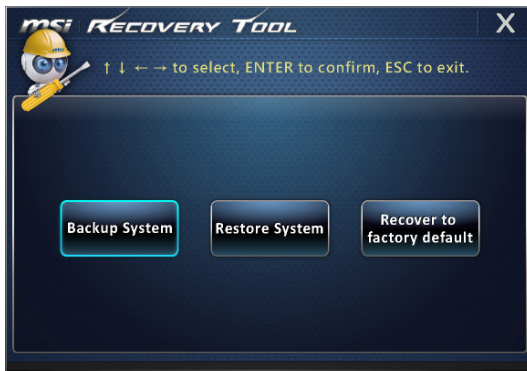 msi RECOVERY TOOL X
msi
↑ ↓ ← → to select, ENTER to confirm, ESC to exit.
Backup System
Restore System
Recover to
factory default